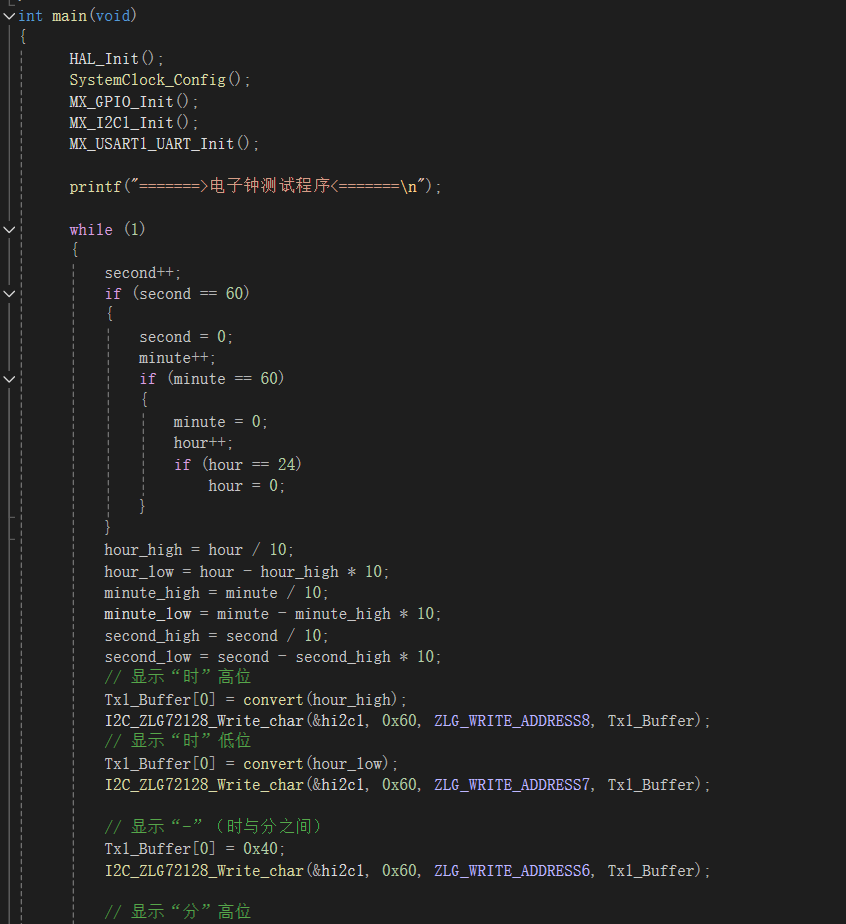 int main(void)
{
HAL_Init();
SystemClock_Config();
MX_GPIO_Init();
MX_I2C1_Init();
MX_USART1_UART_Init();
printf("=======>电子钟测试程序<=======\n");
while (1)
{
second++;
if (second == 60)
{
second = 0;
minute++;
if (minute == 60)
{
minute = 0;
hour++;
if (hour == 24)
hour = 0;
}
}
hour_high = hour / 10;
hour_low = hour - hour_high * 10;
minute_high = minute / 10;
minute_low = minute - minute_high * 10;
second_high = second / 10;
second_low = second - second_high * 10;
// 显示“时”高位
Tx1_Buffer[0] = convert(hour_high);
I2C_ZLG72128_Write_char(&hi2c1, 0x60, ZLG_WRITE_ADDRESS8, Tx1_Buffer);
// 显示“时”低位
Tx1_Buffer[0] = convert(hour_low);
I2C_ZLG72128_Write_char(&hi2c1, 0x60, ZLG_WRITE_ADDRESS7, Tx1_Buffer);
// 显示“-”（时与分之间）
Tx1_Buffer[0] = 0x40;
I2C_ZLG72128_Write_char(&hi2c1, 0x60, ZLG_WRITE_ADDRESS6, Tx1_Buffer);
// 显示“分”高位